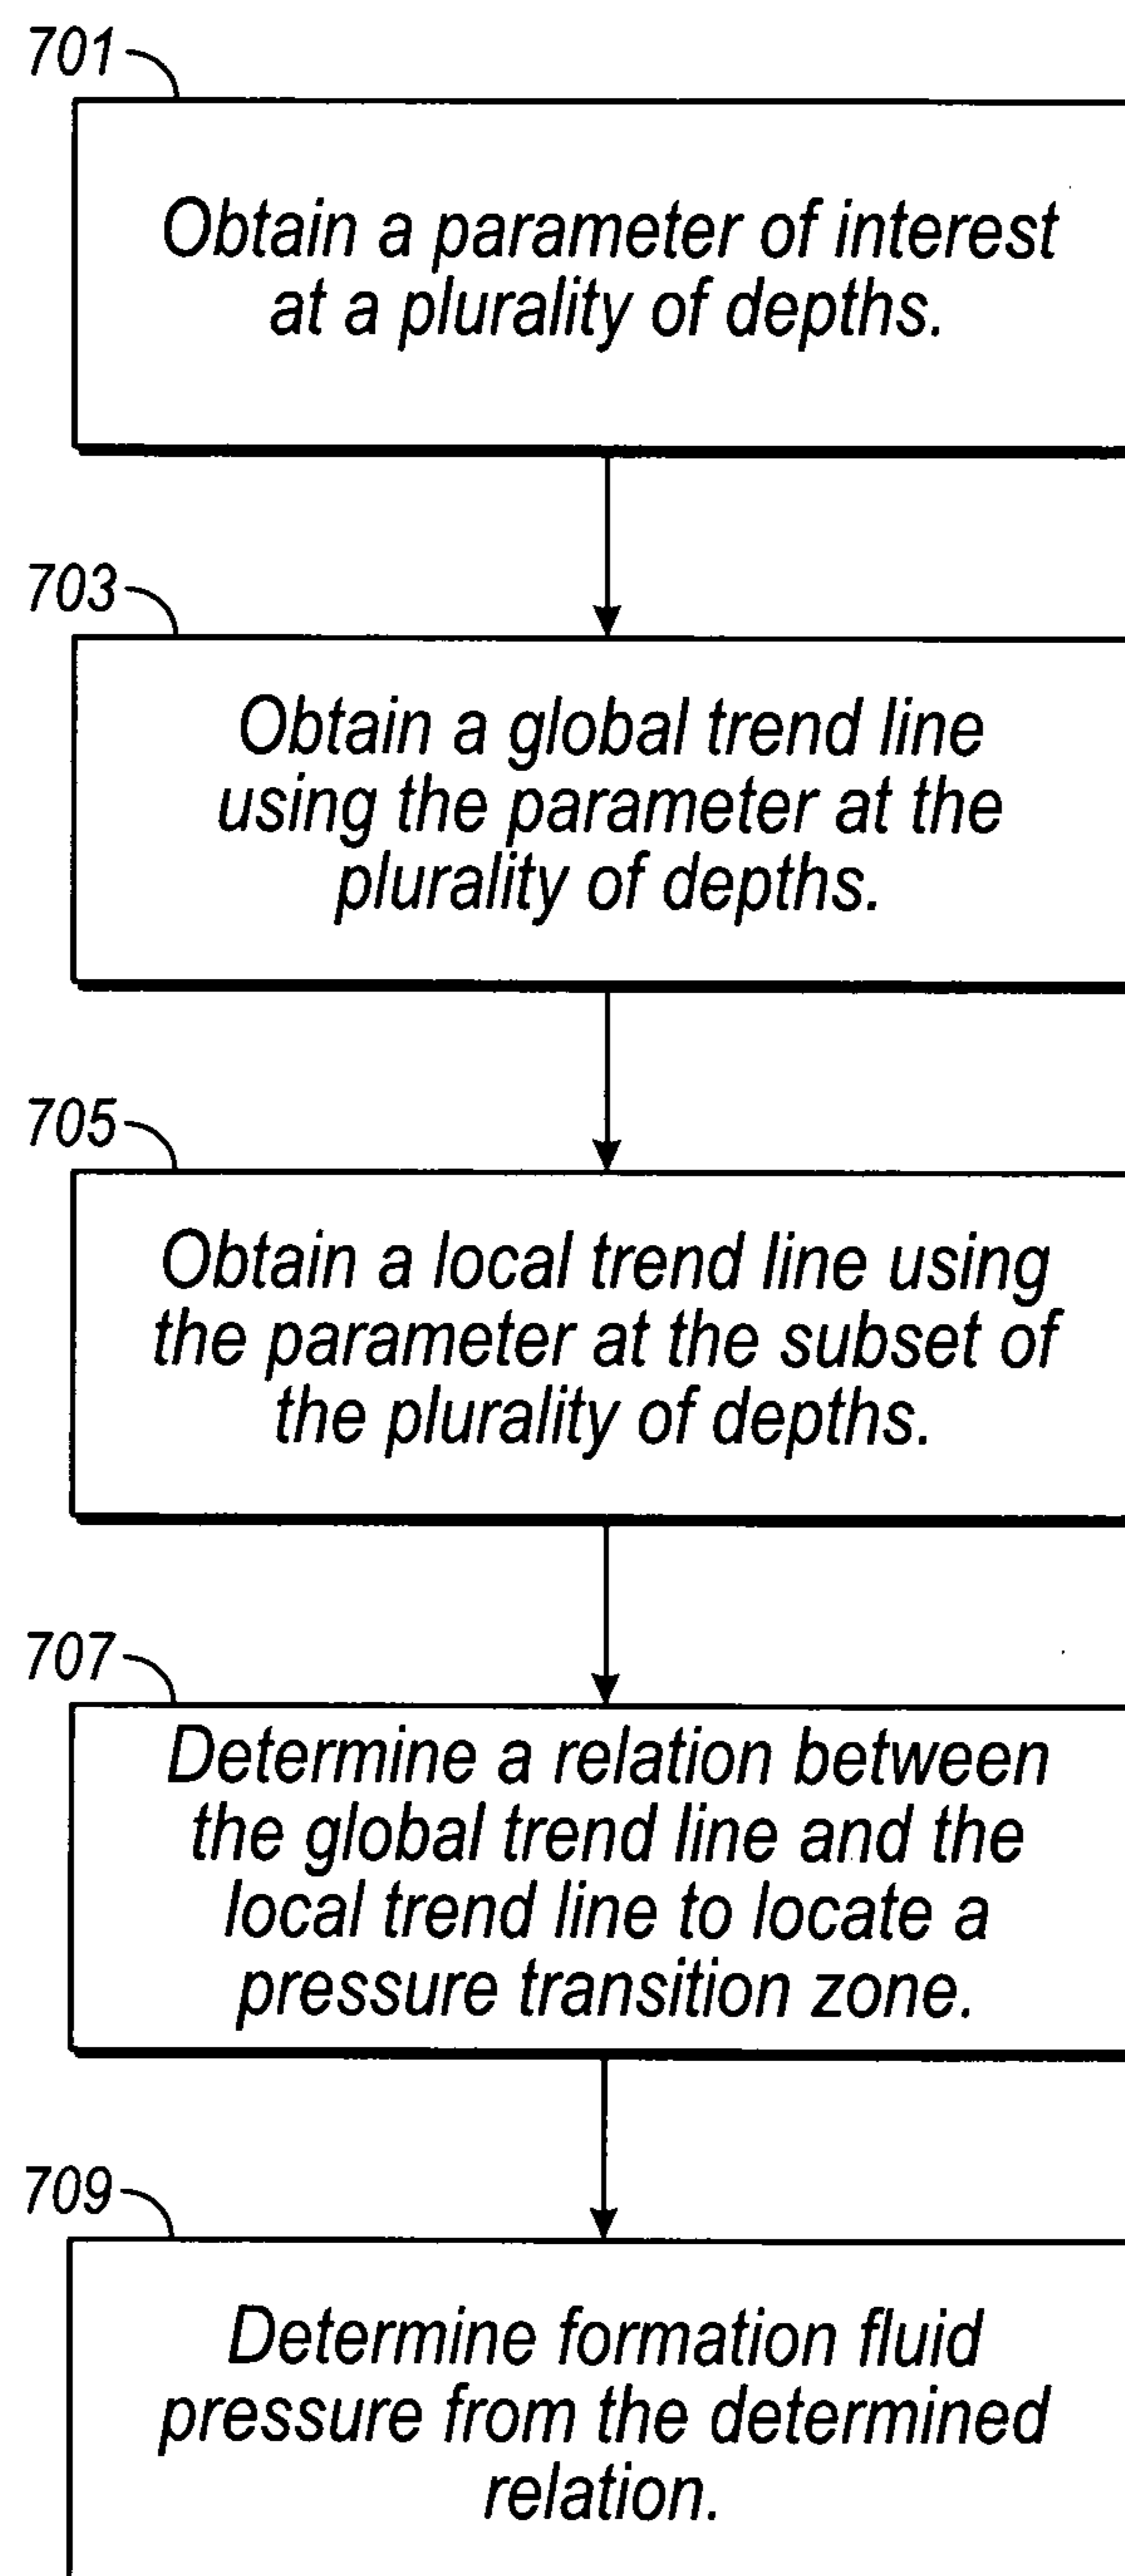 701
Obtain a parameter of interest
at a plurality of depths.
703
Obtain a global trend line
using the parameter at the
plurality of depths.
705
Obtain a local trend line using
the parameter at the subset of
the plurality of depths.
707
Determine a relation between
the global trend line and the
local trend line to locate a
pressure transition zone.
709
Determine formation fluid
pressure from the determined
relation.